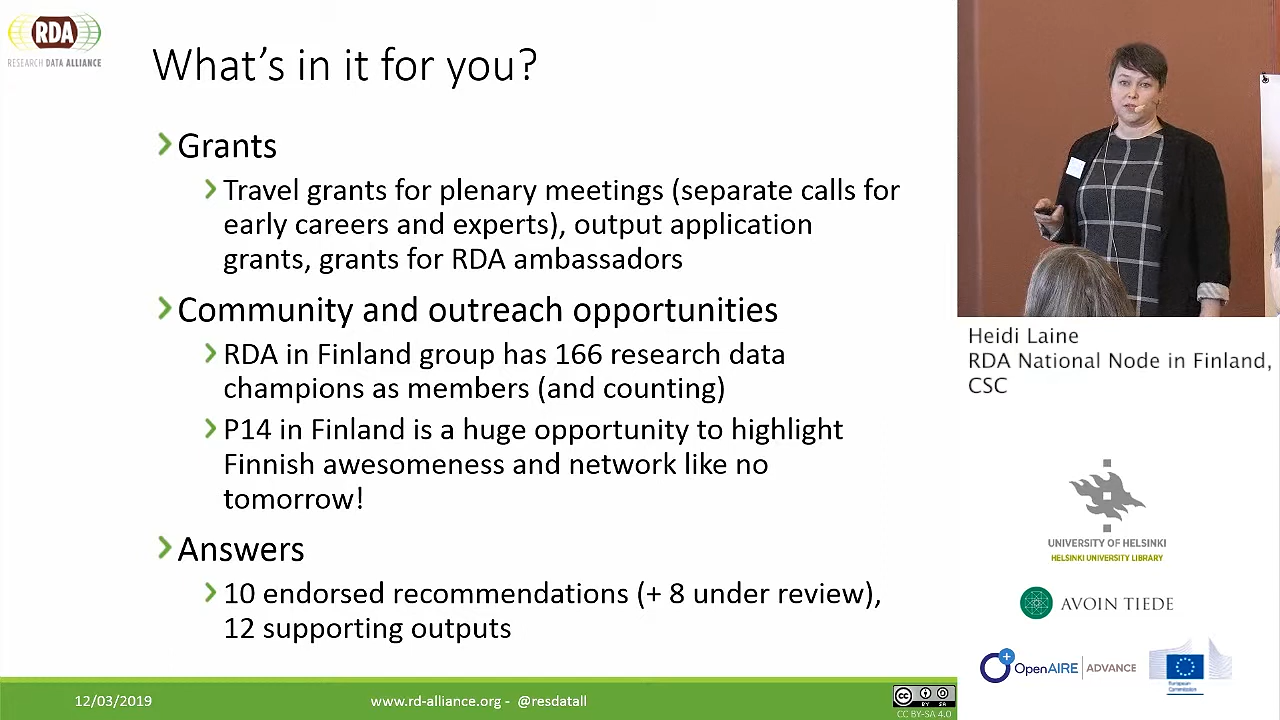 RDA
RESEARCH DATA ALLIANCE
What's in it for you?
Grants
Travel grants for plenary meetings (separate calls for
early careers and experts), output application
grants, grants for RDA ambassadors
Community and outreach opportunities
RDA in Finland group has 166 research data
champions as members (and counting)
P14 in Finland is a huge opportunity to highlight
Finnish awesomeness and network like no
tomorrow!
Answers
10 endorsed recommendations (+ 8 under review),
12 supporting outputs
12/03/2019
www.rd-alliance.org - @resdatall
CC BY SA
CC BY-SA 4.0
Heidi Laine
RDA National Node in Finland,
CSC
UNIVERSITY OF HELSINKI
HELSINKI UNIVERSITY LIBRARY
AVOIN TIEDE
OpenAIRE ADVANCE
European
Commission